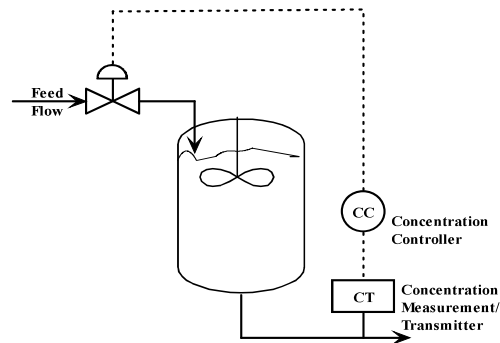 Feed
Flow
CC
Concentration
Controller
CT
Concentration
Measurement/
Transmitter